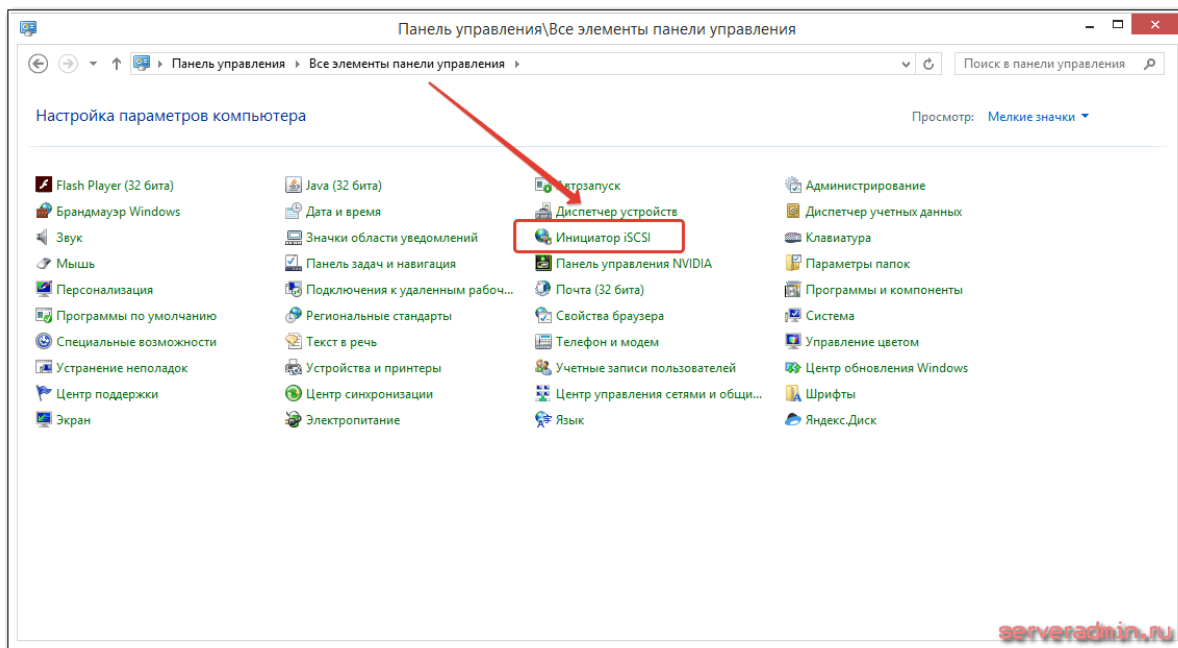 Панель управления\Все элементы панели управления
Панель управления Все элементы панели управления Поиск в панели управления
Настройка параметров компьютера Просмотр: Мелкие значки
Flash Player (32 бита) Java (32 бита) Автозапуск Администрирование
Брандмауэр Windows Дата и время Диспетчер устройств Диспетчер учетных данных
Звук Значки области уведомлений Инициатор iSCSI Клавиатура
Мышь Панель задач и навигация Панель управления NVIDIA Параметры папок
Персонализация Подключения к удаленным рабоч... Почта (32 бита) Программы и компоненты
Программы по умолчанию Региональные стандарты Свойства браузера Система
Специальные возможности Текст в речь Телефон и модем Управление цветом
Устранение неполадок Устройства и принтеры Учетные записи пользователей Центр обновления Windows
Центр поддержки Центр синхронизации Центр управления сетями и общи... Шрифты
Экран Электропитание Язык Яндекс.Диск
serveradmin.ru